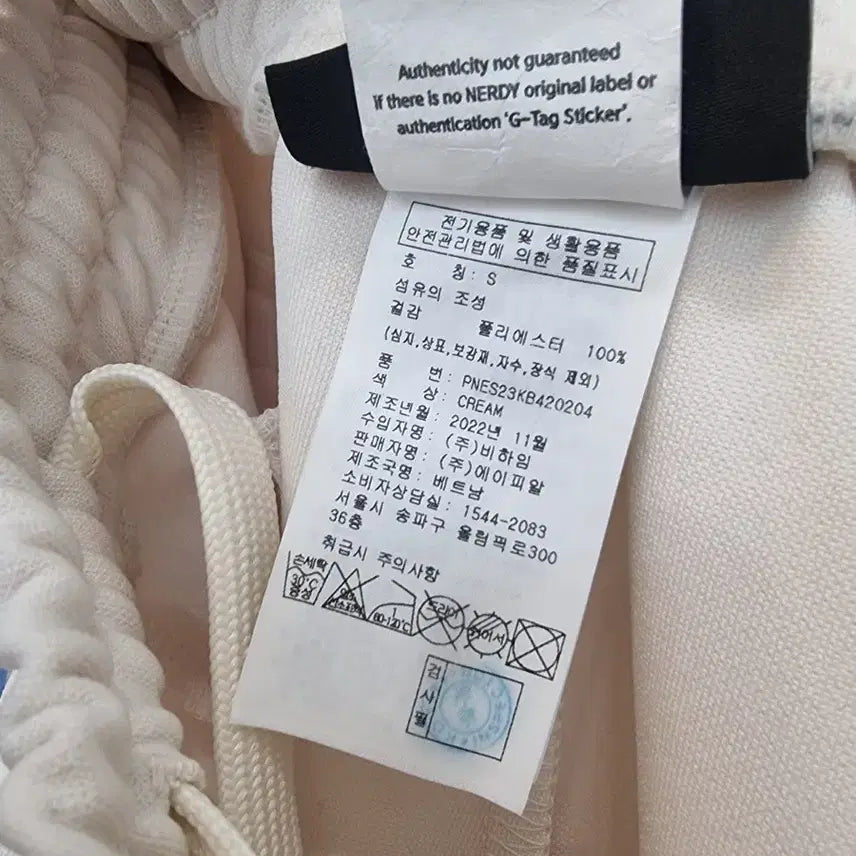 Authenticity not guaranteed
If there is no NERDY original label or
authentication 'G-Tag Sticker'.
전기용품 및 생활용품
안전관리법에 의한 품질표시
호 칭 : S
섬유의 조성
겉감 폴리에스터 100%
(심지,상표,보강재,자수,장식 제외)
품 번 : PNES23KB420204
색 상 : CREAM
제조년월 : 2022년 11월
수입자명 : (주)비하임
판매자명 : (주)에이피알
제조국명 : 베트남
소비자상담실 : 1544-2083
서울시 송파구 올림픽로300
36층
취급시 주의사항
손세탁
30°C
중성
80-120°C
드라이
검
사
필